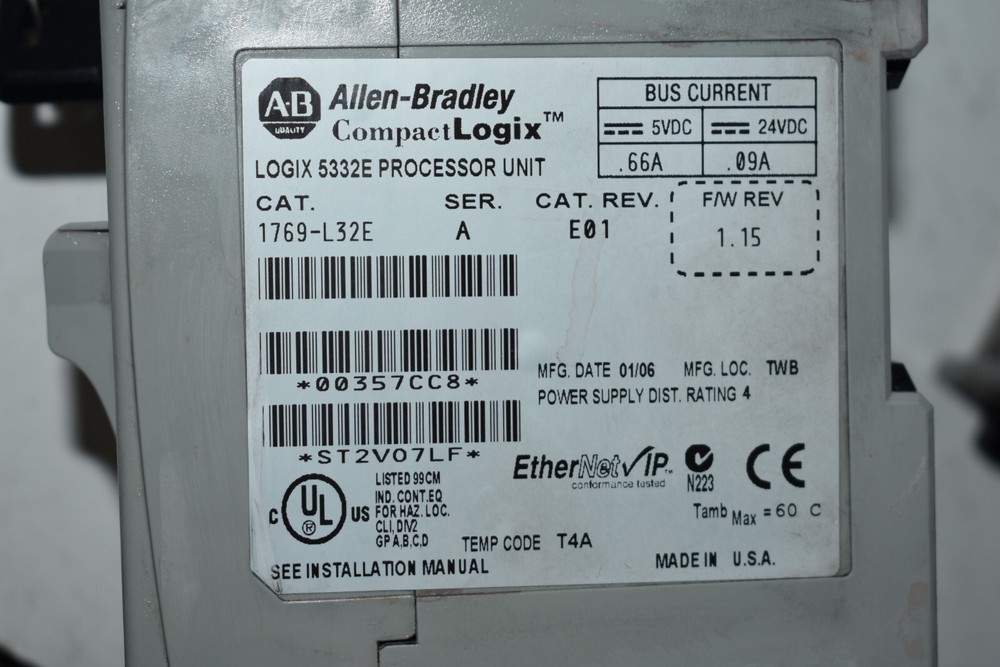 A·B
QUALITY
Allen-Bradley
CompactLogix™
LOGIX 5332E PROCESSOR UNIT
BUS CURRENT
5VDC 24VDC
.66A .09A
CAT. SER. CAT. REV. F/W REV
1769-L32E A E01 1.15
*00357CC8*
MFG. DATE 01/06 MFG. LOC. TWB
POWER SUPPLY DIST. RATING 4
*ST2V07LF*
EtherNet/IP™
conformance tested
N223
CE
C UL ® US
LISTED 99CM
IND. CONT.EQ
FOR HAZ. LOC.
CLI, DIV2
GP A,B,C,D
TEMP CODE T4A
Tamb Max = 60 C
SEE INSTALLATION MANUAL
MADE IN U.S.A.